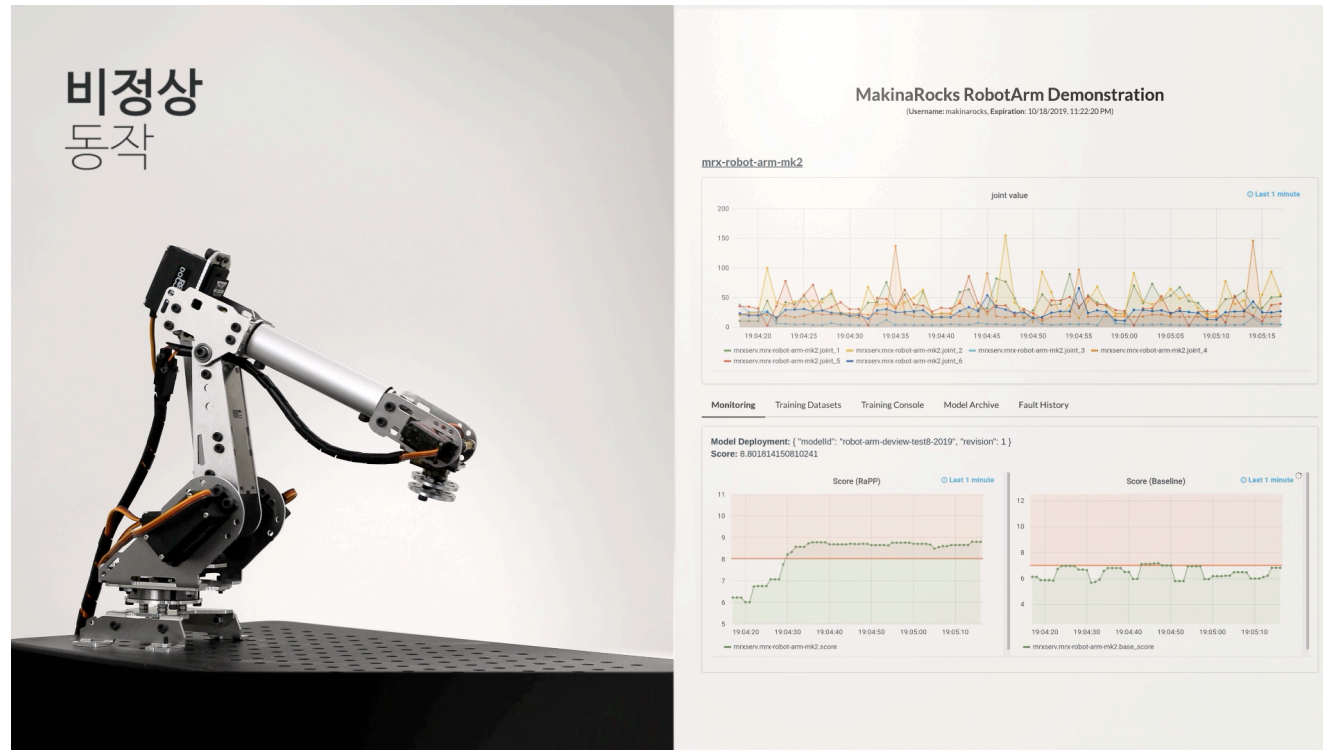 비정상
동작
MakinaRocks RobotArm Demonstration
(Username: makinarocks, Expiration: 10/18/2019, 11:22:20 PM)
mrx-robot-arm-mk2
joint value
Last 1 minute
200
150
100
50
0
19:04:20 19:04:25 19:04:30 19:04:35 19:04:40 19:04:45 19:04:50 19:04:55 19:05:00 19:05:05 19:05:10 19:05:15
mrxserv.mrx-robot-arm-mk2.joint_1 mrxserv.mrx-robot-arm-mk2.joint_2 mrxserv.mrx-robot-arm-mk2.joint_3 mrxserv.mrx-robot-arm-mk2.joint_4
mrxserv.mrx-robot-arm-mk2.joint_5 mrxserv.mrx-robot-arm-mk2.joint_6
Monitoring Training Datasets Training Console Model Archive Fault History
Model Deployment: { "modelId": "robot-arm-deview-test8-2019", "revision": 1 }
Score: 8.801814150810241
Score (RaPP) Last 1 minute
11
10
9
8
7
6
5
19:04:20 19:04:30 19:04:40 19:04:50 19:05:00 19:05:10
mrxserv.mrx-robot-arm-mk2.score
Score (Baseline) Last 1 minute
12
10
8
6
4
19:04:20 19:04:30 19:04:40 19:04:50 19:05:00 19:05:10
mrxserv.mrx-robot-arm-mk2.base_score